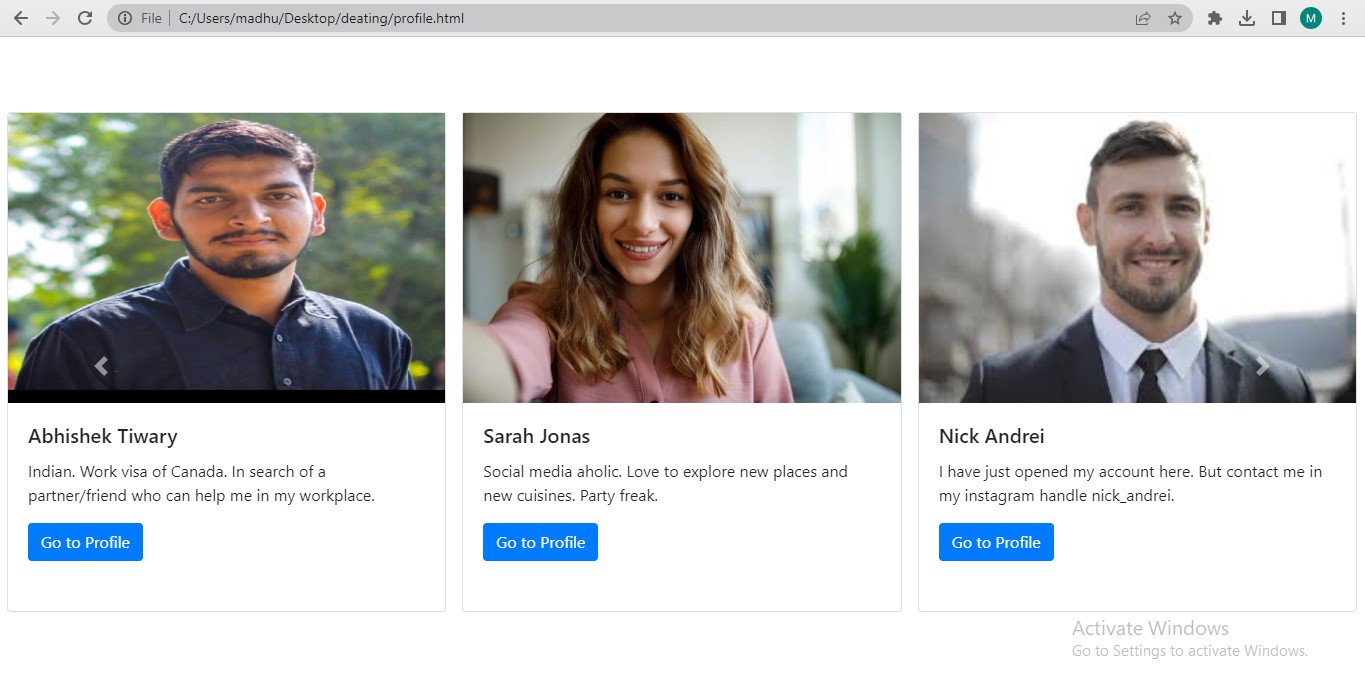 File C:/Users/madhu/Desktop/deating/profile.html
M
Abhishek Tiwary
Indian. Work visa of Canada. In search of a
partner/friend who can help me in my workplace.
Go to Profile
Sarah Jonas
Social media aholic. Love to explore new places and
new cuisines. Party freak.
Go to Profile
Nick Andrei
I have just opened my account here. But contact me in
my instagram handle nick_andrei.
Go to Profile
Activate Windows
Go to Settings to activate Windows.